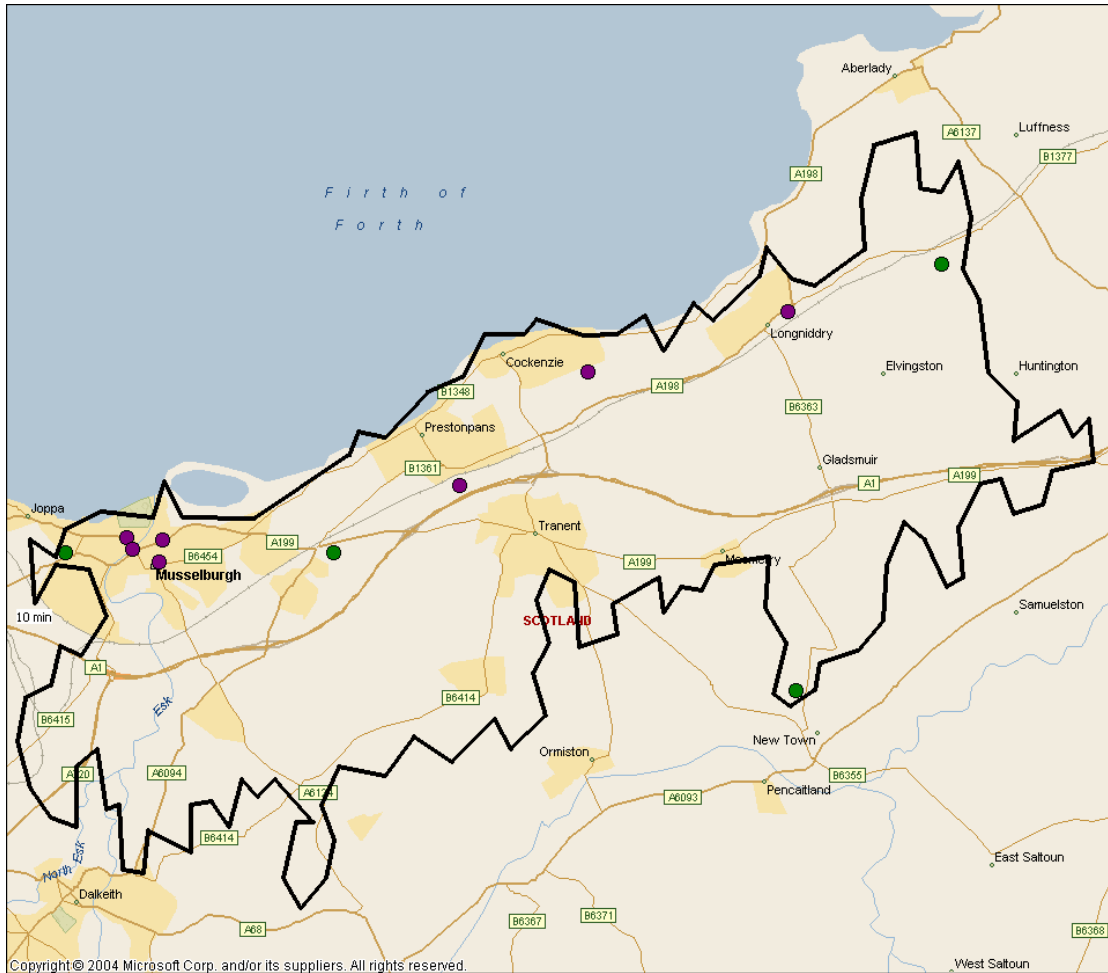 Aberlady
Luffness
A6137
B1377
A198
Firth of
Forth
Longniddry
Cockenzie
Elvingston
Huntington
A198
B1348
B6363
Prestonpans
B1361
Gladsmuir
A199
A1
Joppa
Tranent
A199
B6454
A199
Macmerry
Musselburgh
10 min
SCOTLAND
Samuelston
A1
Esk
B6414
B6415
New Town
Ormiston
A720
A6094
B6355
Pencaitland
A6124
A6093
B6414
East Saltoun
North Esk
Dalkeith
B6367
B6371
A68
B6368
West Saltoun
Copyright © 2004 Microsoft Corp. and/or its suppliers. All rights reserved.